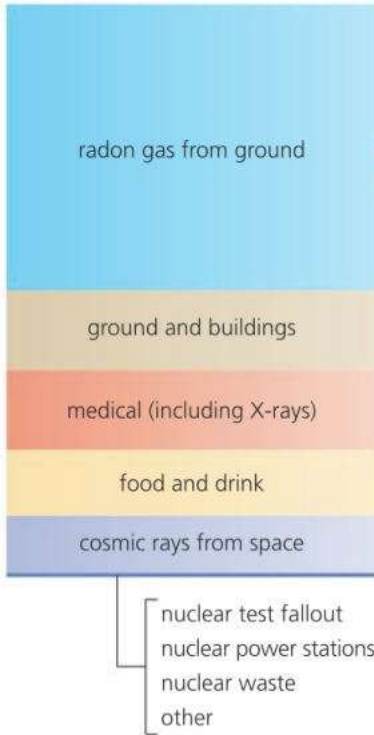 radon gas from ground
ground and buildings
medical (including X-rays)
food and drink
cosmic rays from space
nuclear test fallout
nuclear power stations
nuclear waste
other